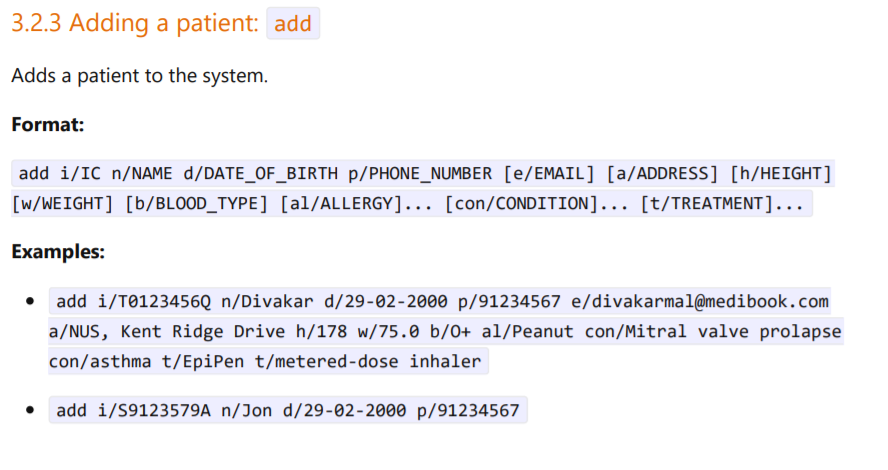 3.2.3 Adding a patient: add
Adds a patient to the system.
Format:
add i/IC n/NAME d/DATE_OF_BIRTH p/PHONE_NUMBER [e/EMAIL] [a/ADDRESS] [h/HEIGHT]
[w/WEIGHT] [b/BLOOD_TYPE] [al/ALLERGY]... [con/CONDITION]... [t/TREATMENT]...
Examples:
• add i/T0123456Q n/Divakar d/29-02-2000 p/91234567 e/divakarmal@medibook.com
a/NUS, Kent Ridge Drive h/178 w/75.0 b/O+ al/Peanut con/Mitral valve prolapse
con/asthma t/EpiPen t/metered-dose inhaler
• add i/S9123579A n/Jon d/29-02-2000 p/91234567